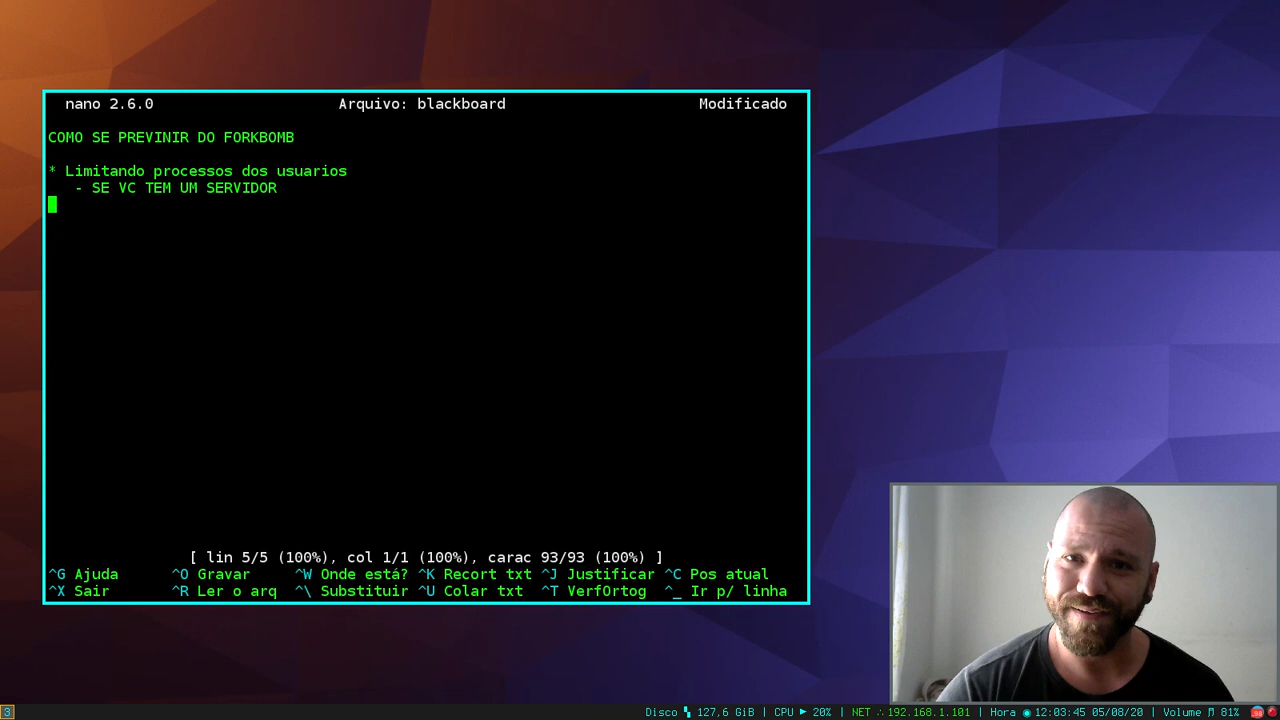 nano 2.6.0 Arquivo: blackboard Modificado
COMO SE PREVINIR DO FORKBOMB
* Limitando processos dos usuarios
- SE VC TEM UM SERVIDOR
[ lin 5/5 (100%), col 1/1 (100%), carac 93/93 (100%) ]
^G Ajuda ^O Gravar ^W Onde está? ^K Recort txt ^J Justificar ^C Pos atual
^X Sair ^R Ler o arq ^\ Substituir ^U Colar txt ^T VerfOrtog ^_ Ir p/ linha
3 Disco 127,6 GiB | CPU ► 20% | NET ∴ 192.168.1.101 | Hora ◉ 12:03:45 05/08/20 | Volume 81%